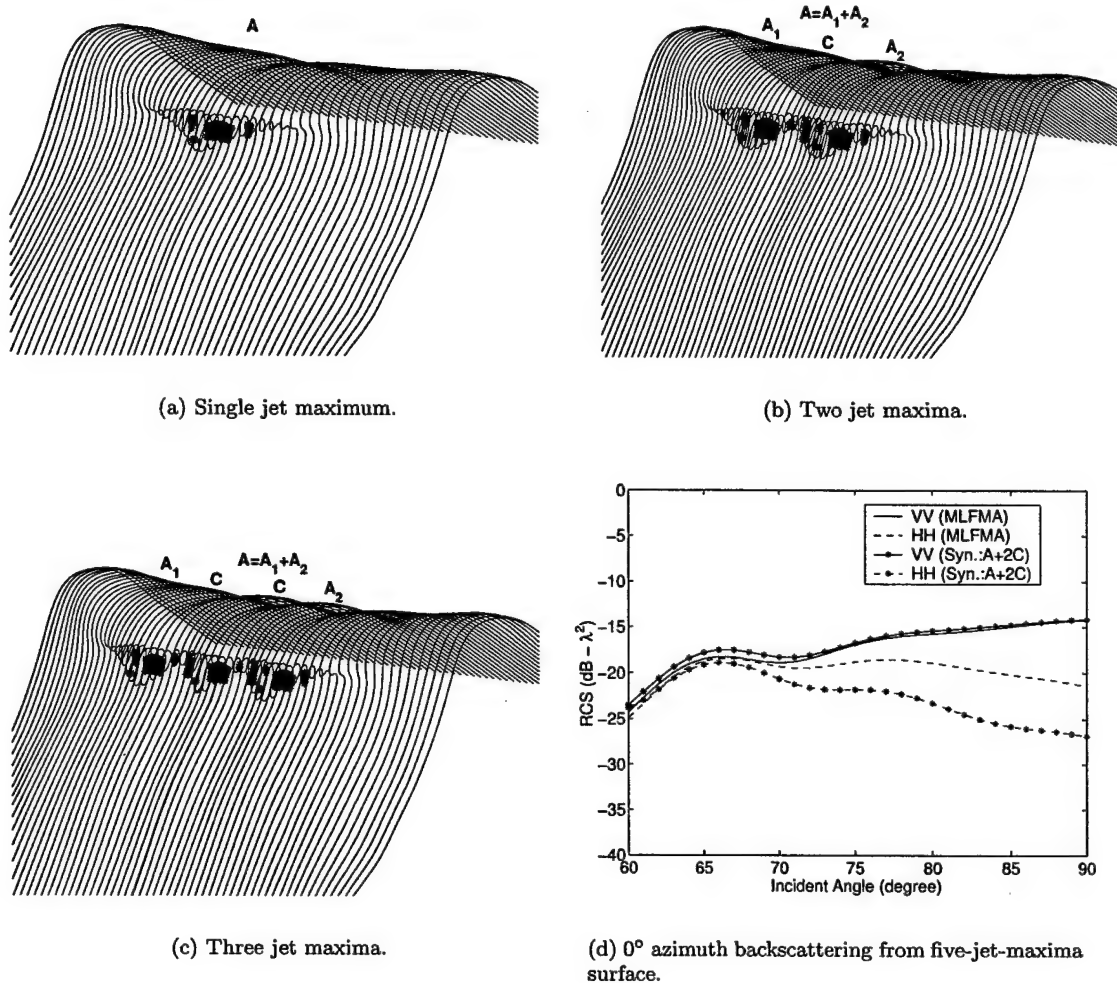 A
A=A₁+A₂
A₁ C A₂
(a) Single jet maximum.
(b) Two jet maxima.
A=A₁+A₂
A₁ C C A₂
(c) Three jet maxima.
0
−5
−10
−15
−20
−25
−30
−35
−40
RCS (dB − λ²)
VV (MLFMA)
HH (MLFMA)
VV (Syn.:A+2C)
HH (Syn.:A+2C)
60 65 70 75 80 85 90
Incident Angle (degree)
(d) 0° azimuth backscattering from five-jet-maxima
surface.